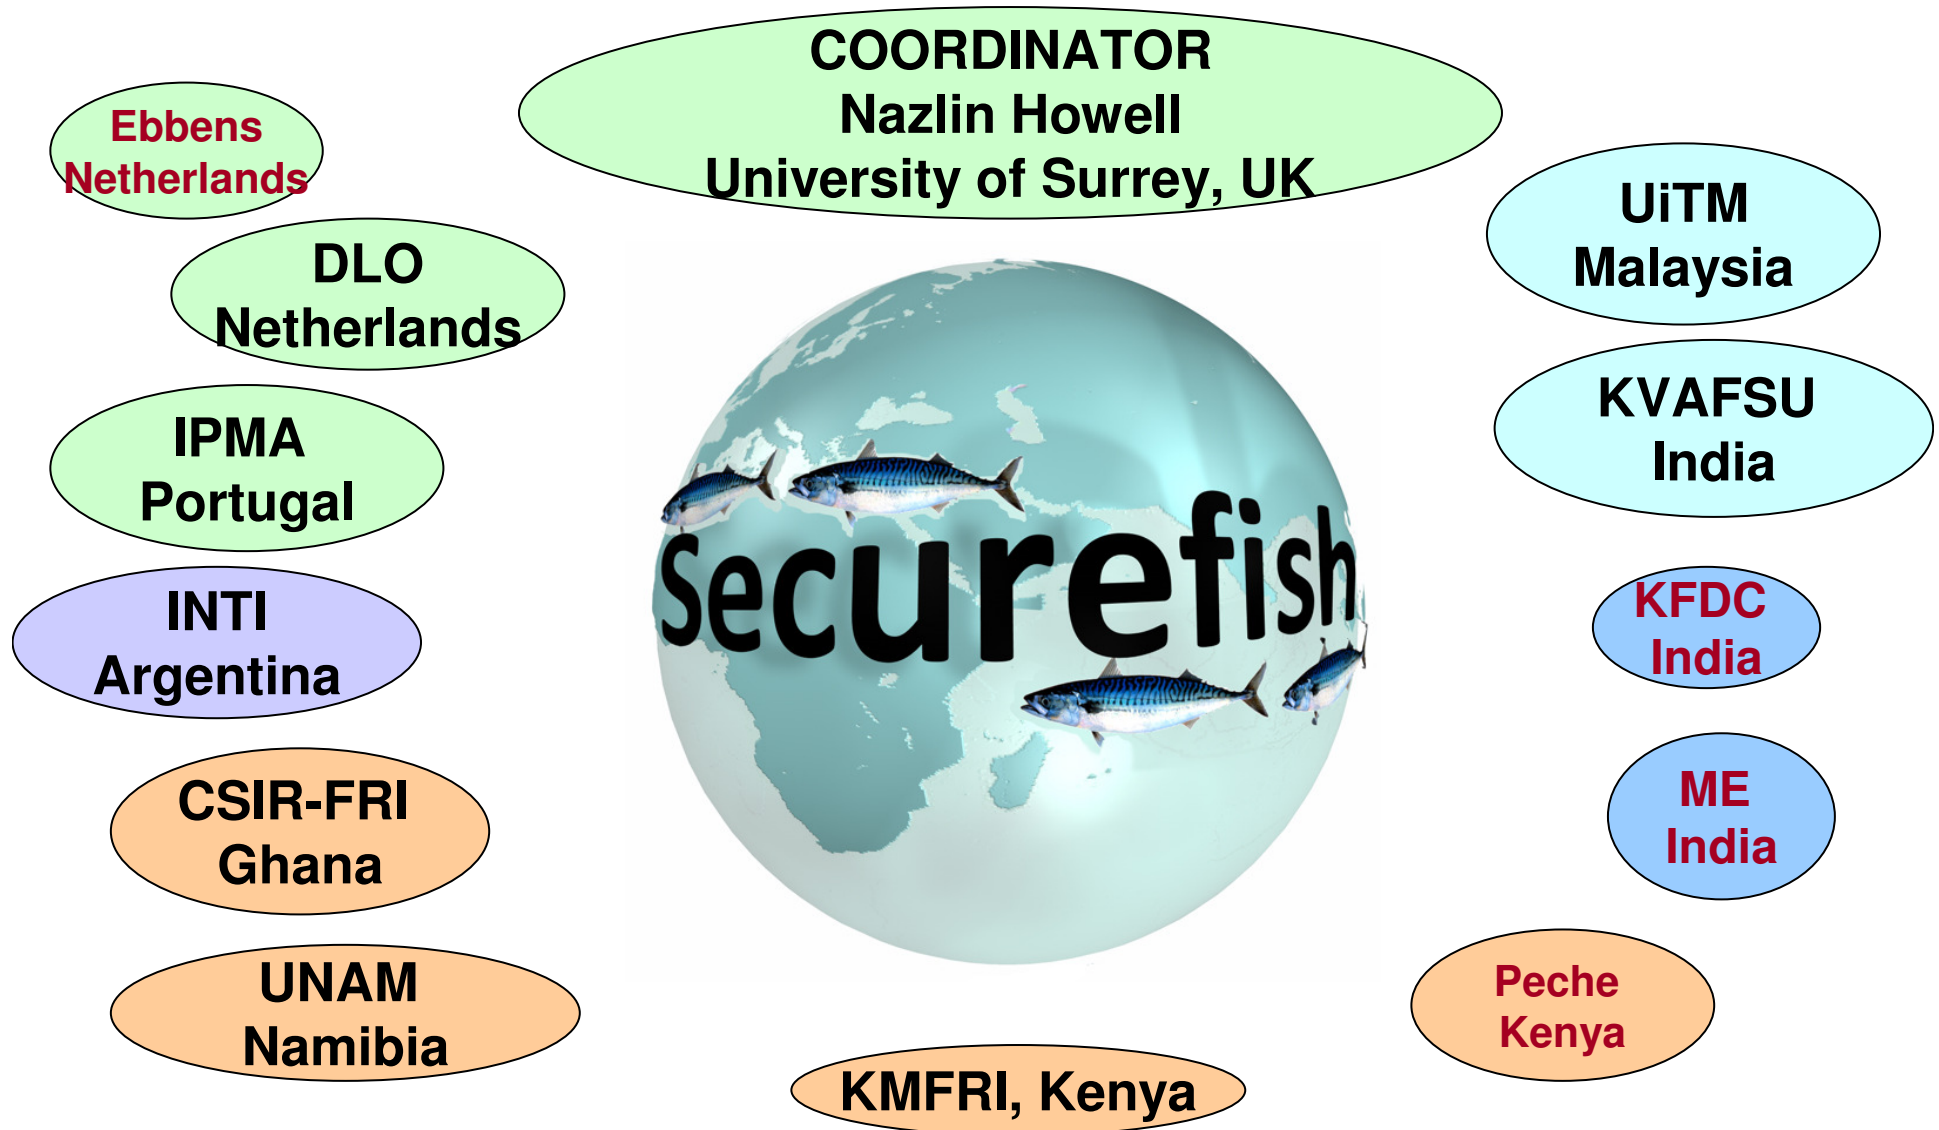 COORDINATOR
Nazlin Howell
University of Surrey, UK
Ebbens
Netherlands
DLO
Netherlands
IPMA
Portugal
INTI
Argentina
CSIR-FRI
Ghana
UNAM
Namibia
Securefish
KMFRI, Kenya
UiTM
Malaysia
KVAFSU
India
KFDC
India
ME
India
Peche
Kenya